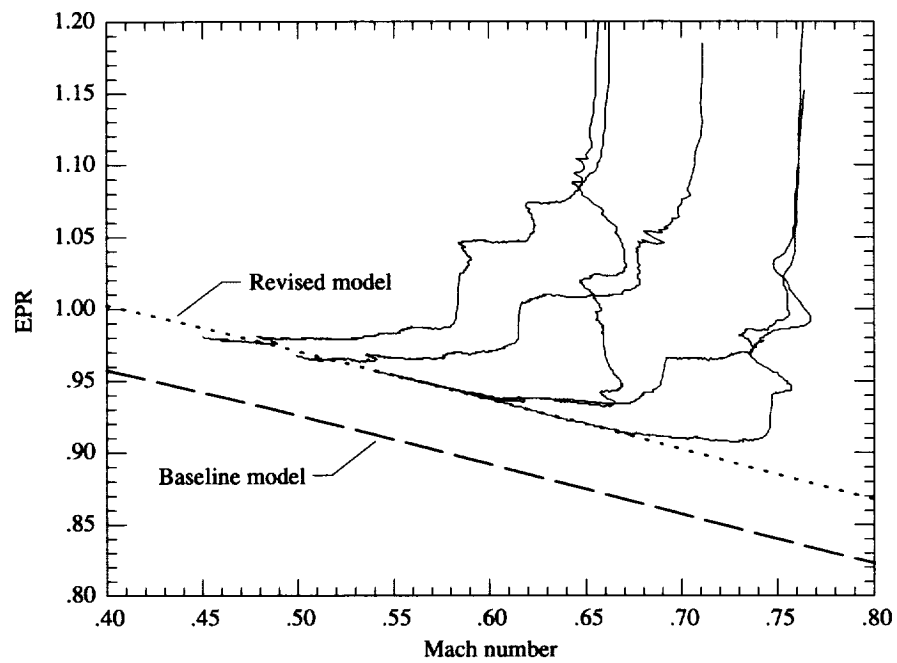 1.20
1.15
1.10
1.05
1.00
.95
.90
.85
.80
EPR
Revised model
Baseline model
.40 .45 .50 .55 .60 .65 .70 .75 .80
Mach number